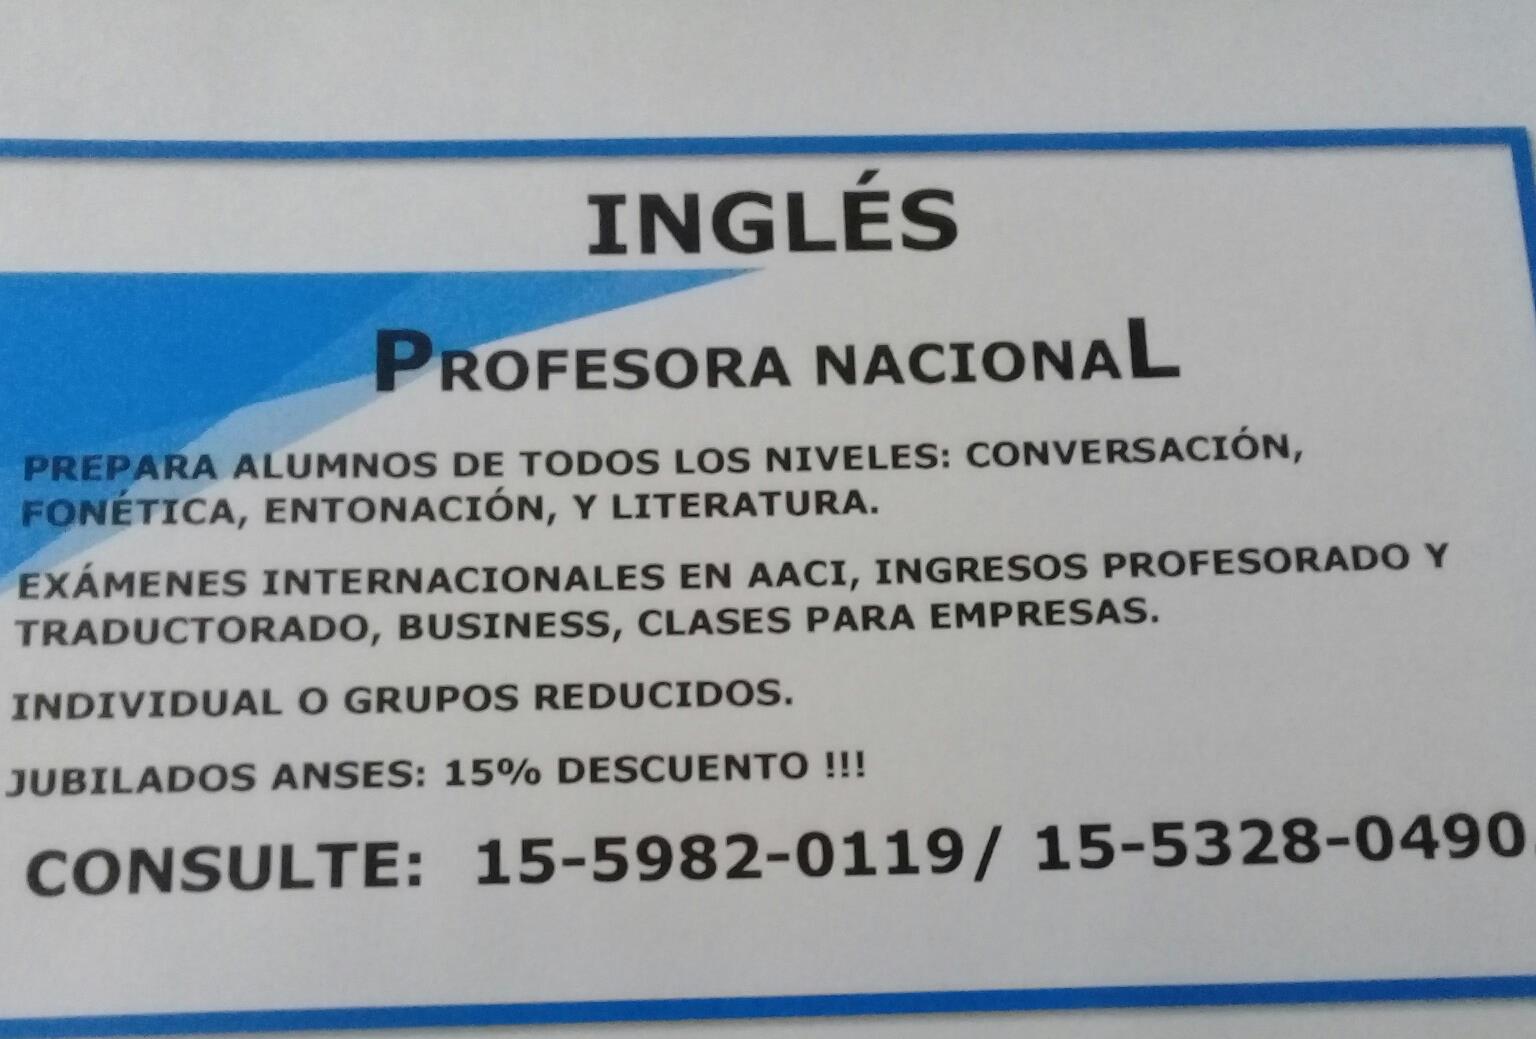 INGLÉS
PROFESORA NACIONAL
PREPARA ALUMNOS DE TODOS LOS NIVELES: CONVERSACIÓN,
FONÉTICA, ENTONACIÓN, Y LITERATURA.
EXÁMENES INTERNACIONALES EN AACI, INGRESOS PROFESORADO Y
TRADUCTORADO, BUSINESS, CLASES PARA EMPRESAS.
INDIVIDUAL O GRUPOS REDUCIDOS.
JUBILADOS ANSES: 15% DESCUENTO !!!
CONSULTE: 15-5982-0119/ 15-5328-0490.